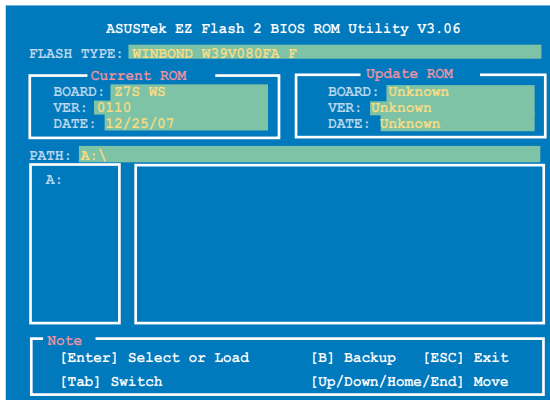 ASUSTek EZ Flash 2 BIOS ROM Utility V3.06
FLASH TYPE: WINBOND W39V080FA F
Current ROM
BOARD: Z7S WS
VER: 0110
DATE: 12/25/07
Update ROM
BOARD: Unknown
VER: Unknown
DATE: Unknown
PATH: A:\
A:
Note
[Enter] Select or Load [B] Backup [ESC] Exit
[Tab] Switch [Up/Down/Home/End] Move